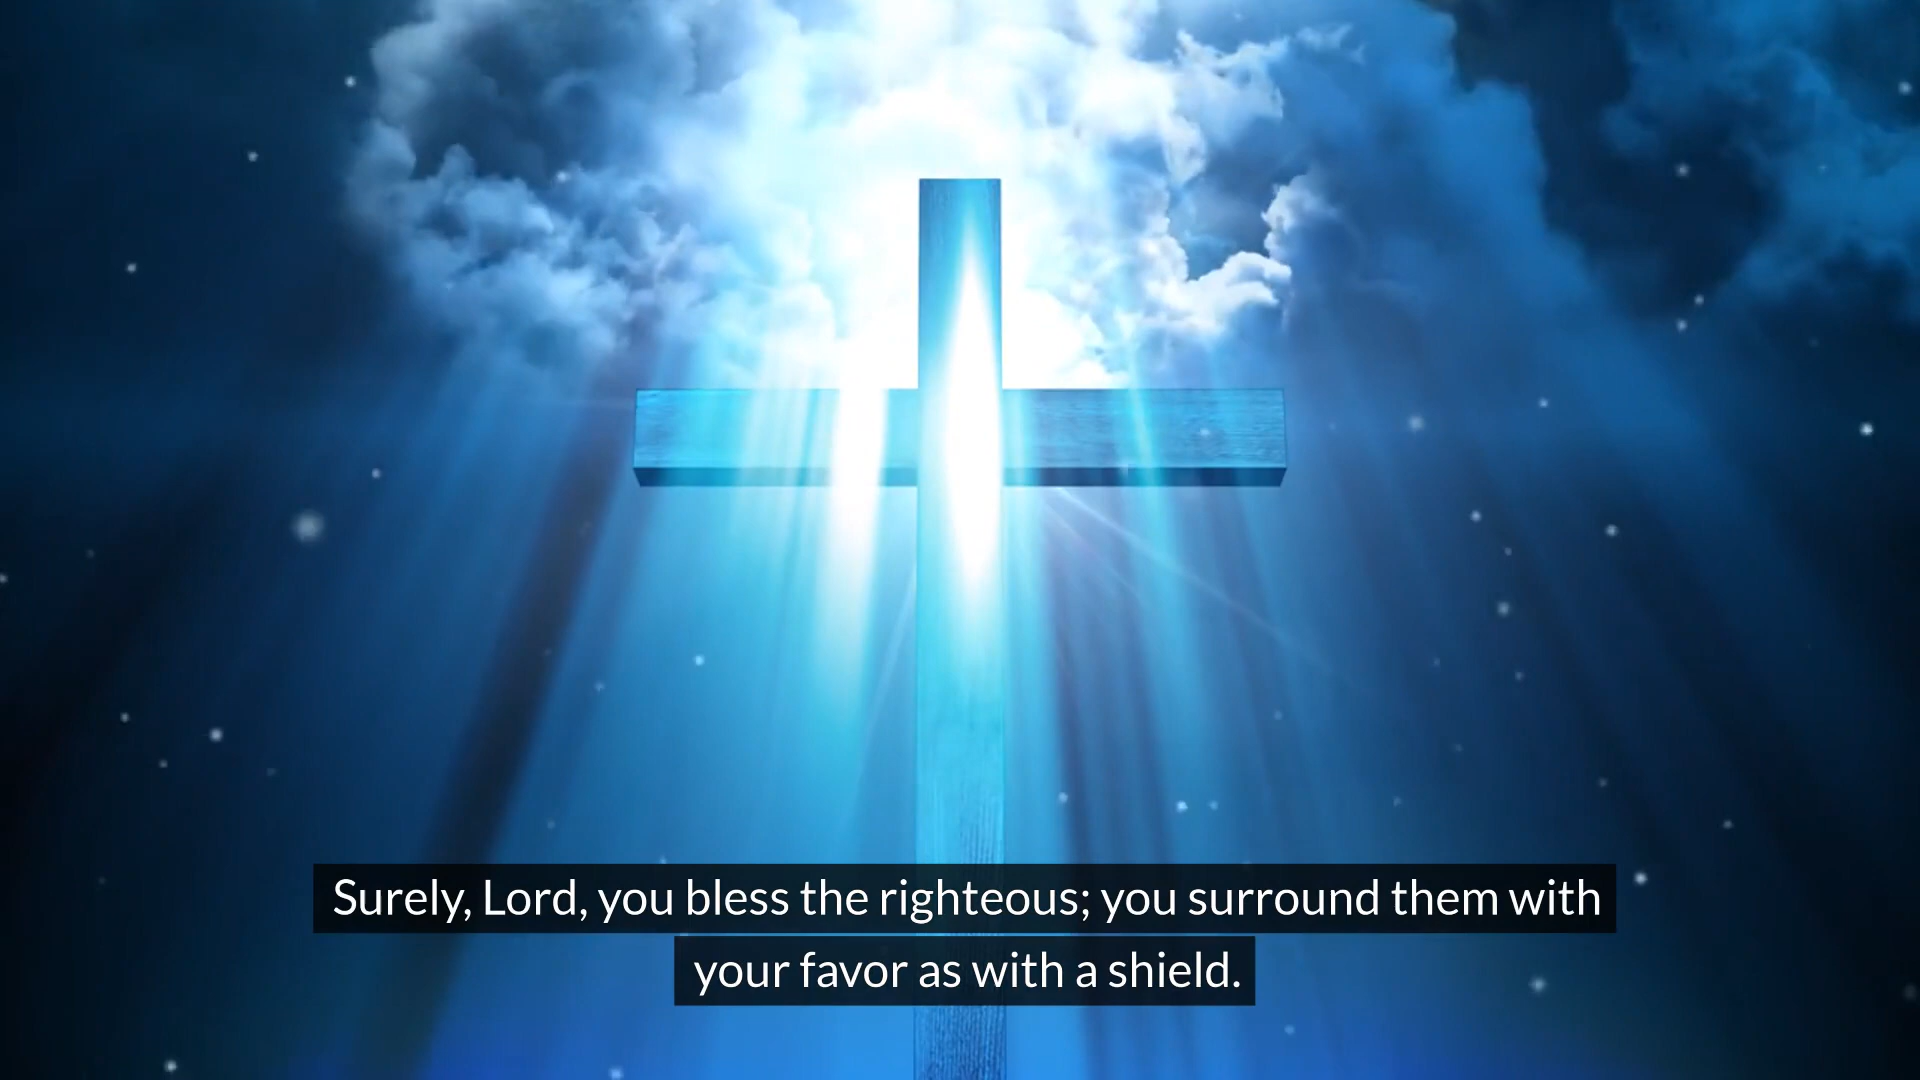 Surely, Lord, you bless the righteous; you surround them with
your favor as with a shield.